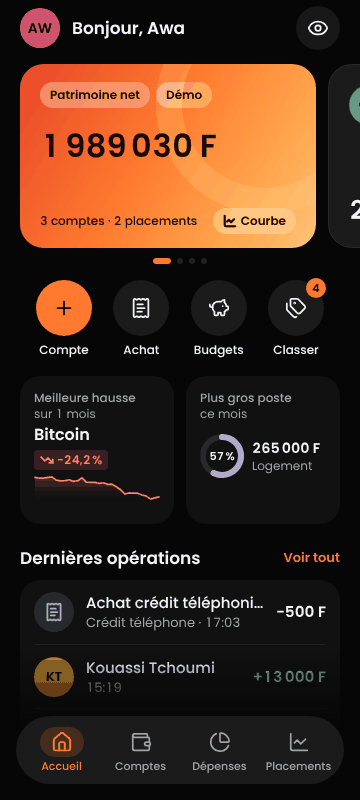 AW Bonjour, Awa
Patrimoine net Démo
1 989 030 F
3 comptes · 2 placements Courbe
4
Compte Achat Budgets Classer
Meilleure hausse
sur 1 mois
Bitcoin
-24,2 %
Plus gros poste
ce mois
57 %
265 000 F
Logement
Dernières opérations Voir tout
Achat crédit téléphoni... -500 F
Crédit téléphone · 17:03
KT Kouassi Tchoumi +13 000 F
15:19
Accueil Comptes Dépenses Placements